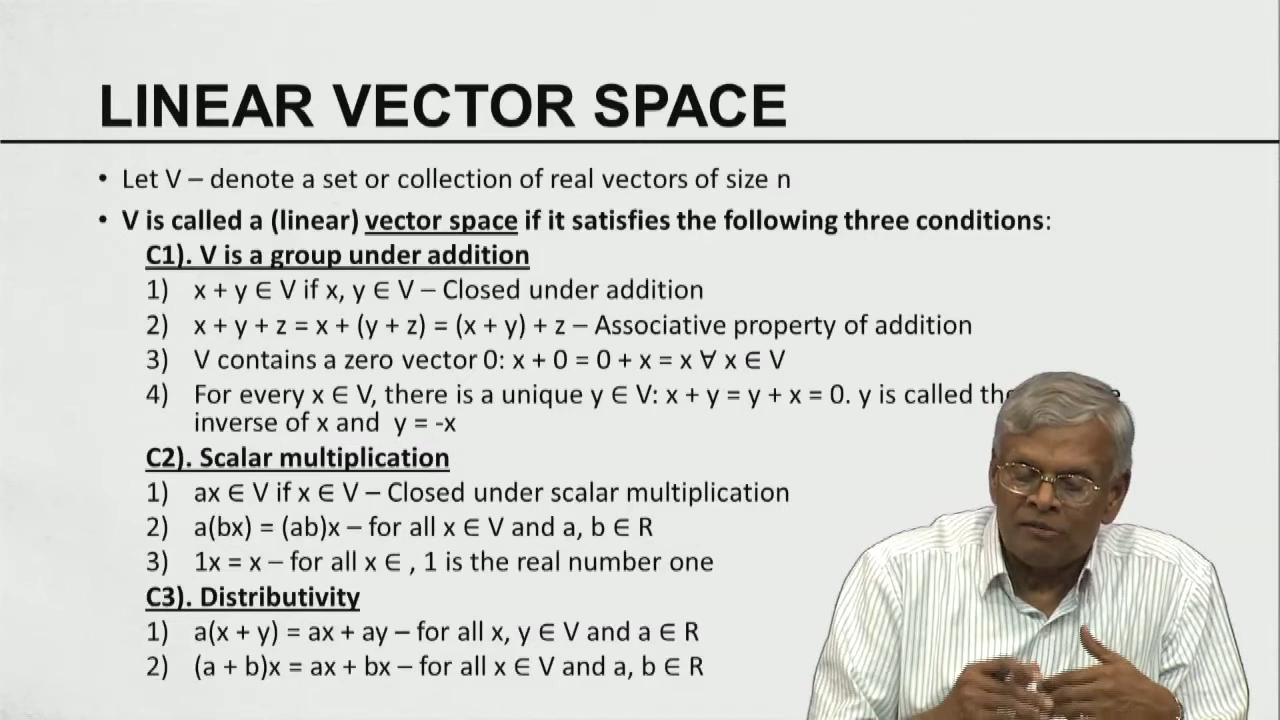 LINEAR VECTOR SPACE
• Let V – denote a set or collection of real vectors of size n
• V is called a (linear) vector space if it satisfies the following three conditions:
C1). V is a group under addition
1) x + y ∈ V if x, y ∈ V – Closed under addition
2) x + y + z = x + (y + z) = (x + y) + z – Associative property of addition
3) V contains a zero vector 0: x + 0 = 0 + x = x ∀ x ∈ V
4) For every x ∈ V, there is a unique y ∈ V: x + y = y + x = 0. y is called the
inverse of x and y = -x
C2). Scalar multiplication
1) ax ∈ V if x ∈ V – Closed under scalar multiplication
2) a(bx) = (ab)x – for all x ∈ V and a, b ∈ R
3) 1x = x – for all x ∈ , 1 is the real number one
C3). Distributivity
1) a(x + y) = ax + ay – for all x, y ∈ V and a ∈ R
2) (a + b)x = ax + bx – for all x ∈ V and a, b ∈ R